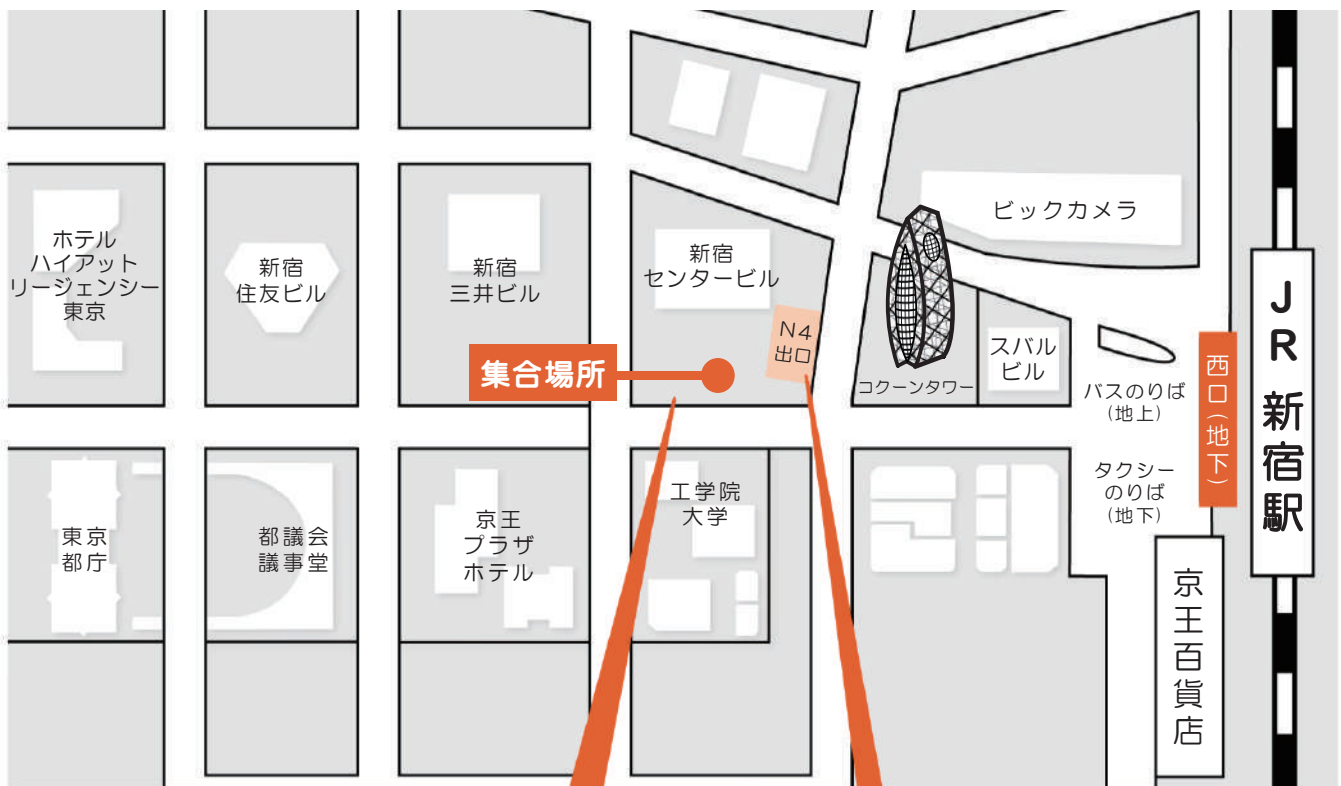 ビックカメラ
ホテル
ハイアット
リージェンシー
東京
新宿
住友ビル
新宿
三井ビル
新宿
センタービル
N4
出口
集合場所
コクーンタワー
スバル
ビル
バスのりば
(地上)
西口(地下)
JR 新宿駅
タクシー
のりば
(地下)
東京
都庁
都議会
議事堂
京王
プラザ
ホテル
工学院
大学
京王百貨店